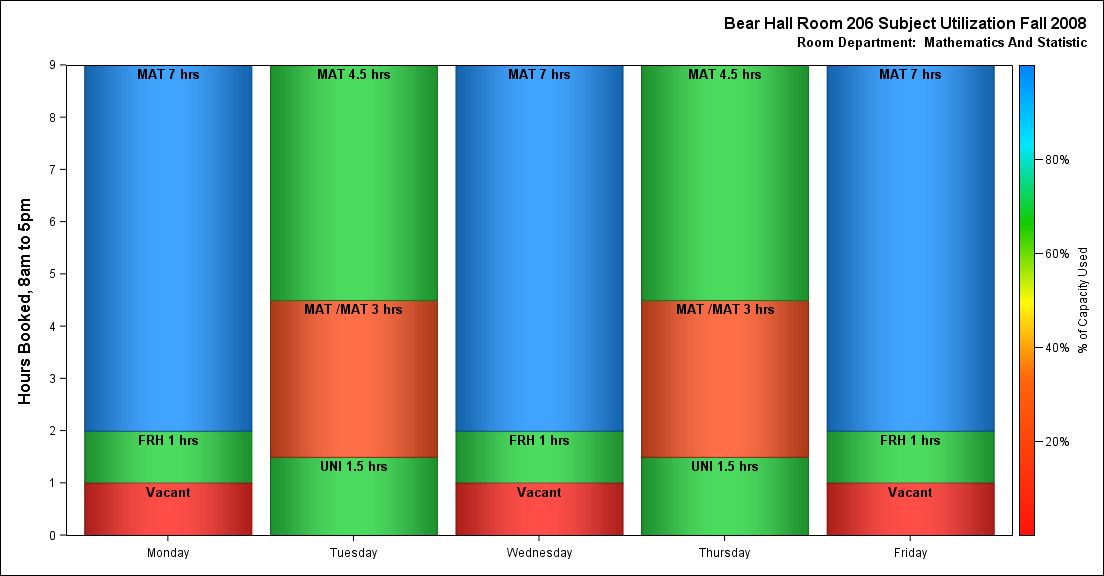 Bear Hall Room 206 Subject Utilization Fall 2008
Room Department:  Mathematics And Statistic
Hours Booked, 8am to 5pm
9
8
7
6
5
4
3
2
1
0
MAT 7 hrs
FRH 1 hrs
Vacant
Monday
MAT 4.5 hrs
MAT /MAT 3 hrs
UNI 1.5 hrs
Tuesday
MAT 7 hrs
FRH 1 hrs
Vacant
Wednesday
MAT 4.5 hrs
MAT /MAT 3 hrs
UNI 1.5 hrs
Thursday
MAT 7 hrs
FRH 1 hrs
Vacant
Friday
80%
60%
40%
20%
% of Capacity Used